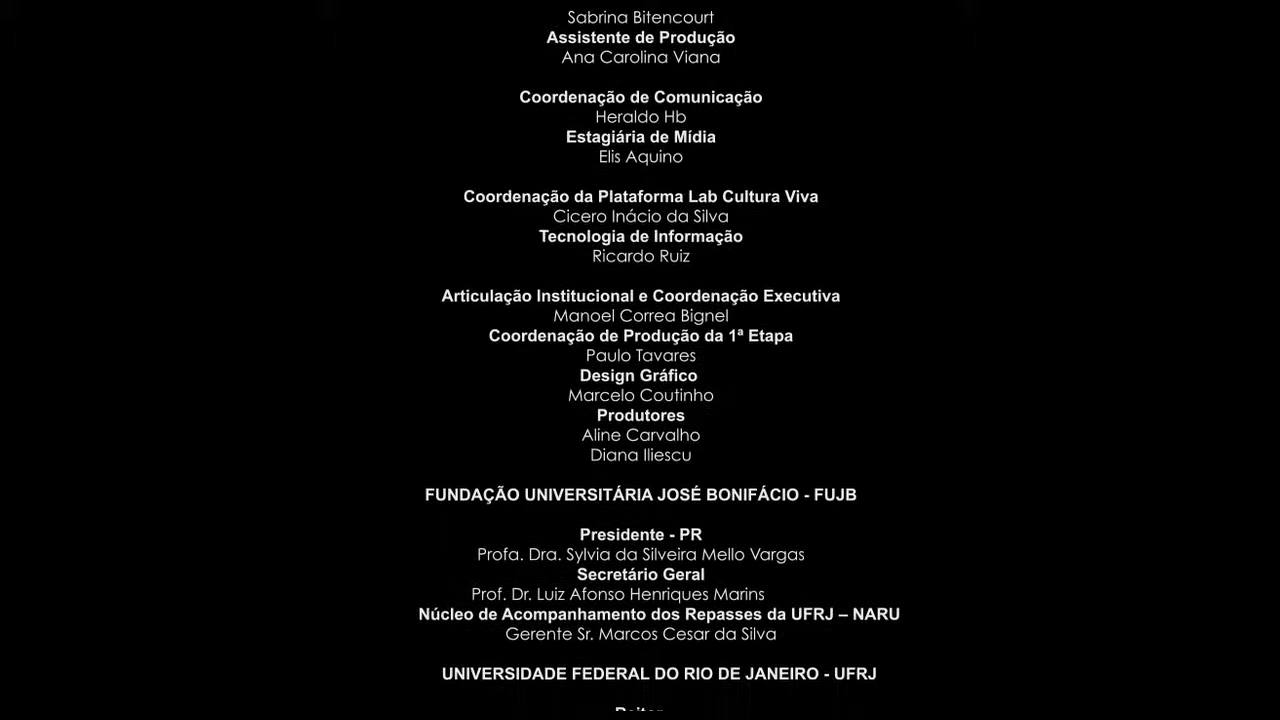 Sabrina Bitencourt
Assistente de Produção
Ana Carolina Viana
Coordenação de Comunicação
Heraldo Hb
Estagiária de Mídia
Elis Aquino
Coordenação da Plataforma Lab Cultura Viva
Cicero Inácio da Silva
Tecnologia de Informação
Ricardo Ruiz
Articulação Institucional e Coordenação Executiva
Manoel Correa Bignel
Coordenação de Produção da 1ª Etapa
Paulo Tavares
Design Gráfico
Marcelo Coutinho
Produtores
Aline Carvalho
Diana Iliescu
FUNDAÇÃO UNIVERSITÁRIA JOSÉ BONIFÁCIO - FUJB
Presidente - PR
Profa. Dra. Sylvia da Silveira Mello Vargas
Secretário Geral
Prof. Dr. Luiz Afonso Henriques Marins
Núcleo de Acompanhamento dos Repasses da UFRJ – NARU
Gerente Sr. Marcos Cesar da Silva
UNIVERSIDADE FEDERAL DO RIO DE JANEIRO - UFRJ